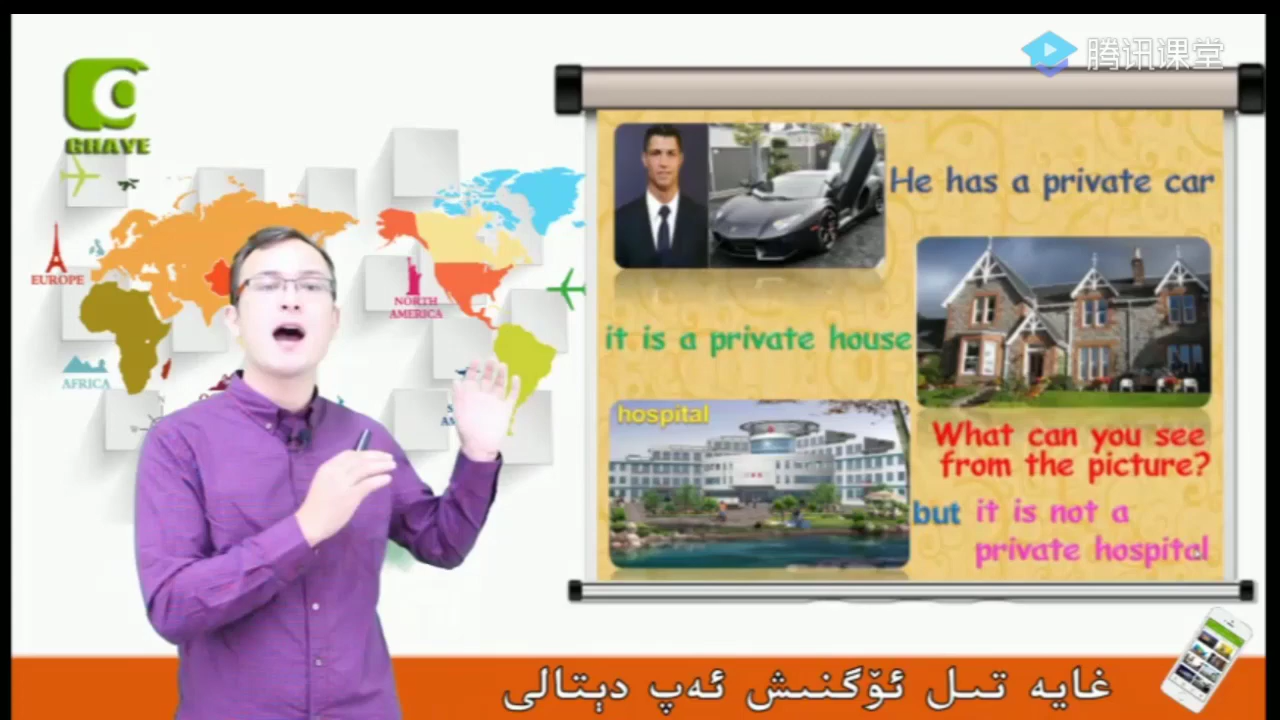 腾讯课堂
GHAYE
He has a private car
EUROPE
NORTH
AMERICA
it is a private house
AFRICA
hospital
What can you see
from the picture?
but it is not a
private hospital
غايە تىل ئۆگىنىش ئەپ دېتالى